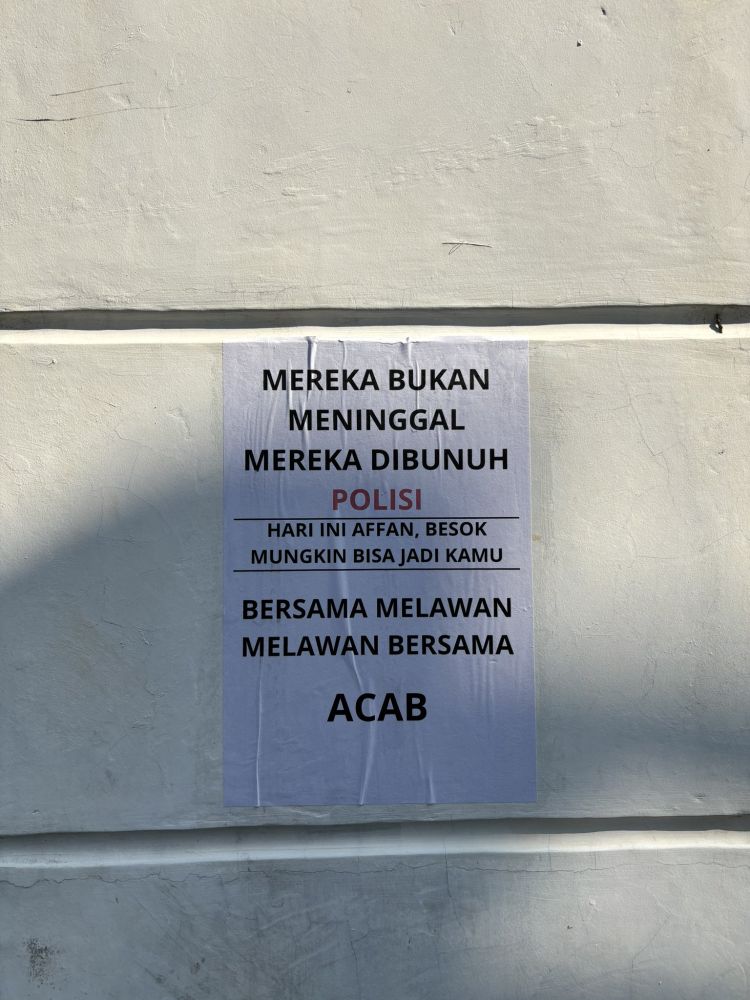 MEREKA BUKAN
MENINGGAL
MEREKA DIBUNUH
POLISI
HARI INI AFFAN, BESOK
MUNGKIN BISA JADI KAMU
BERSAMA MELAWAN
MELAWAN BERSAMA
ACAB